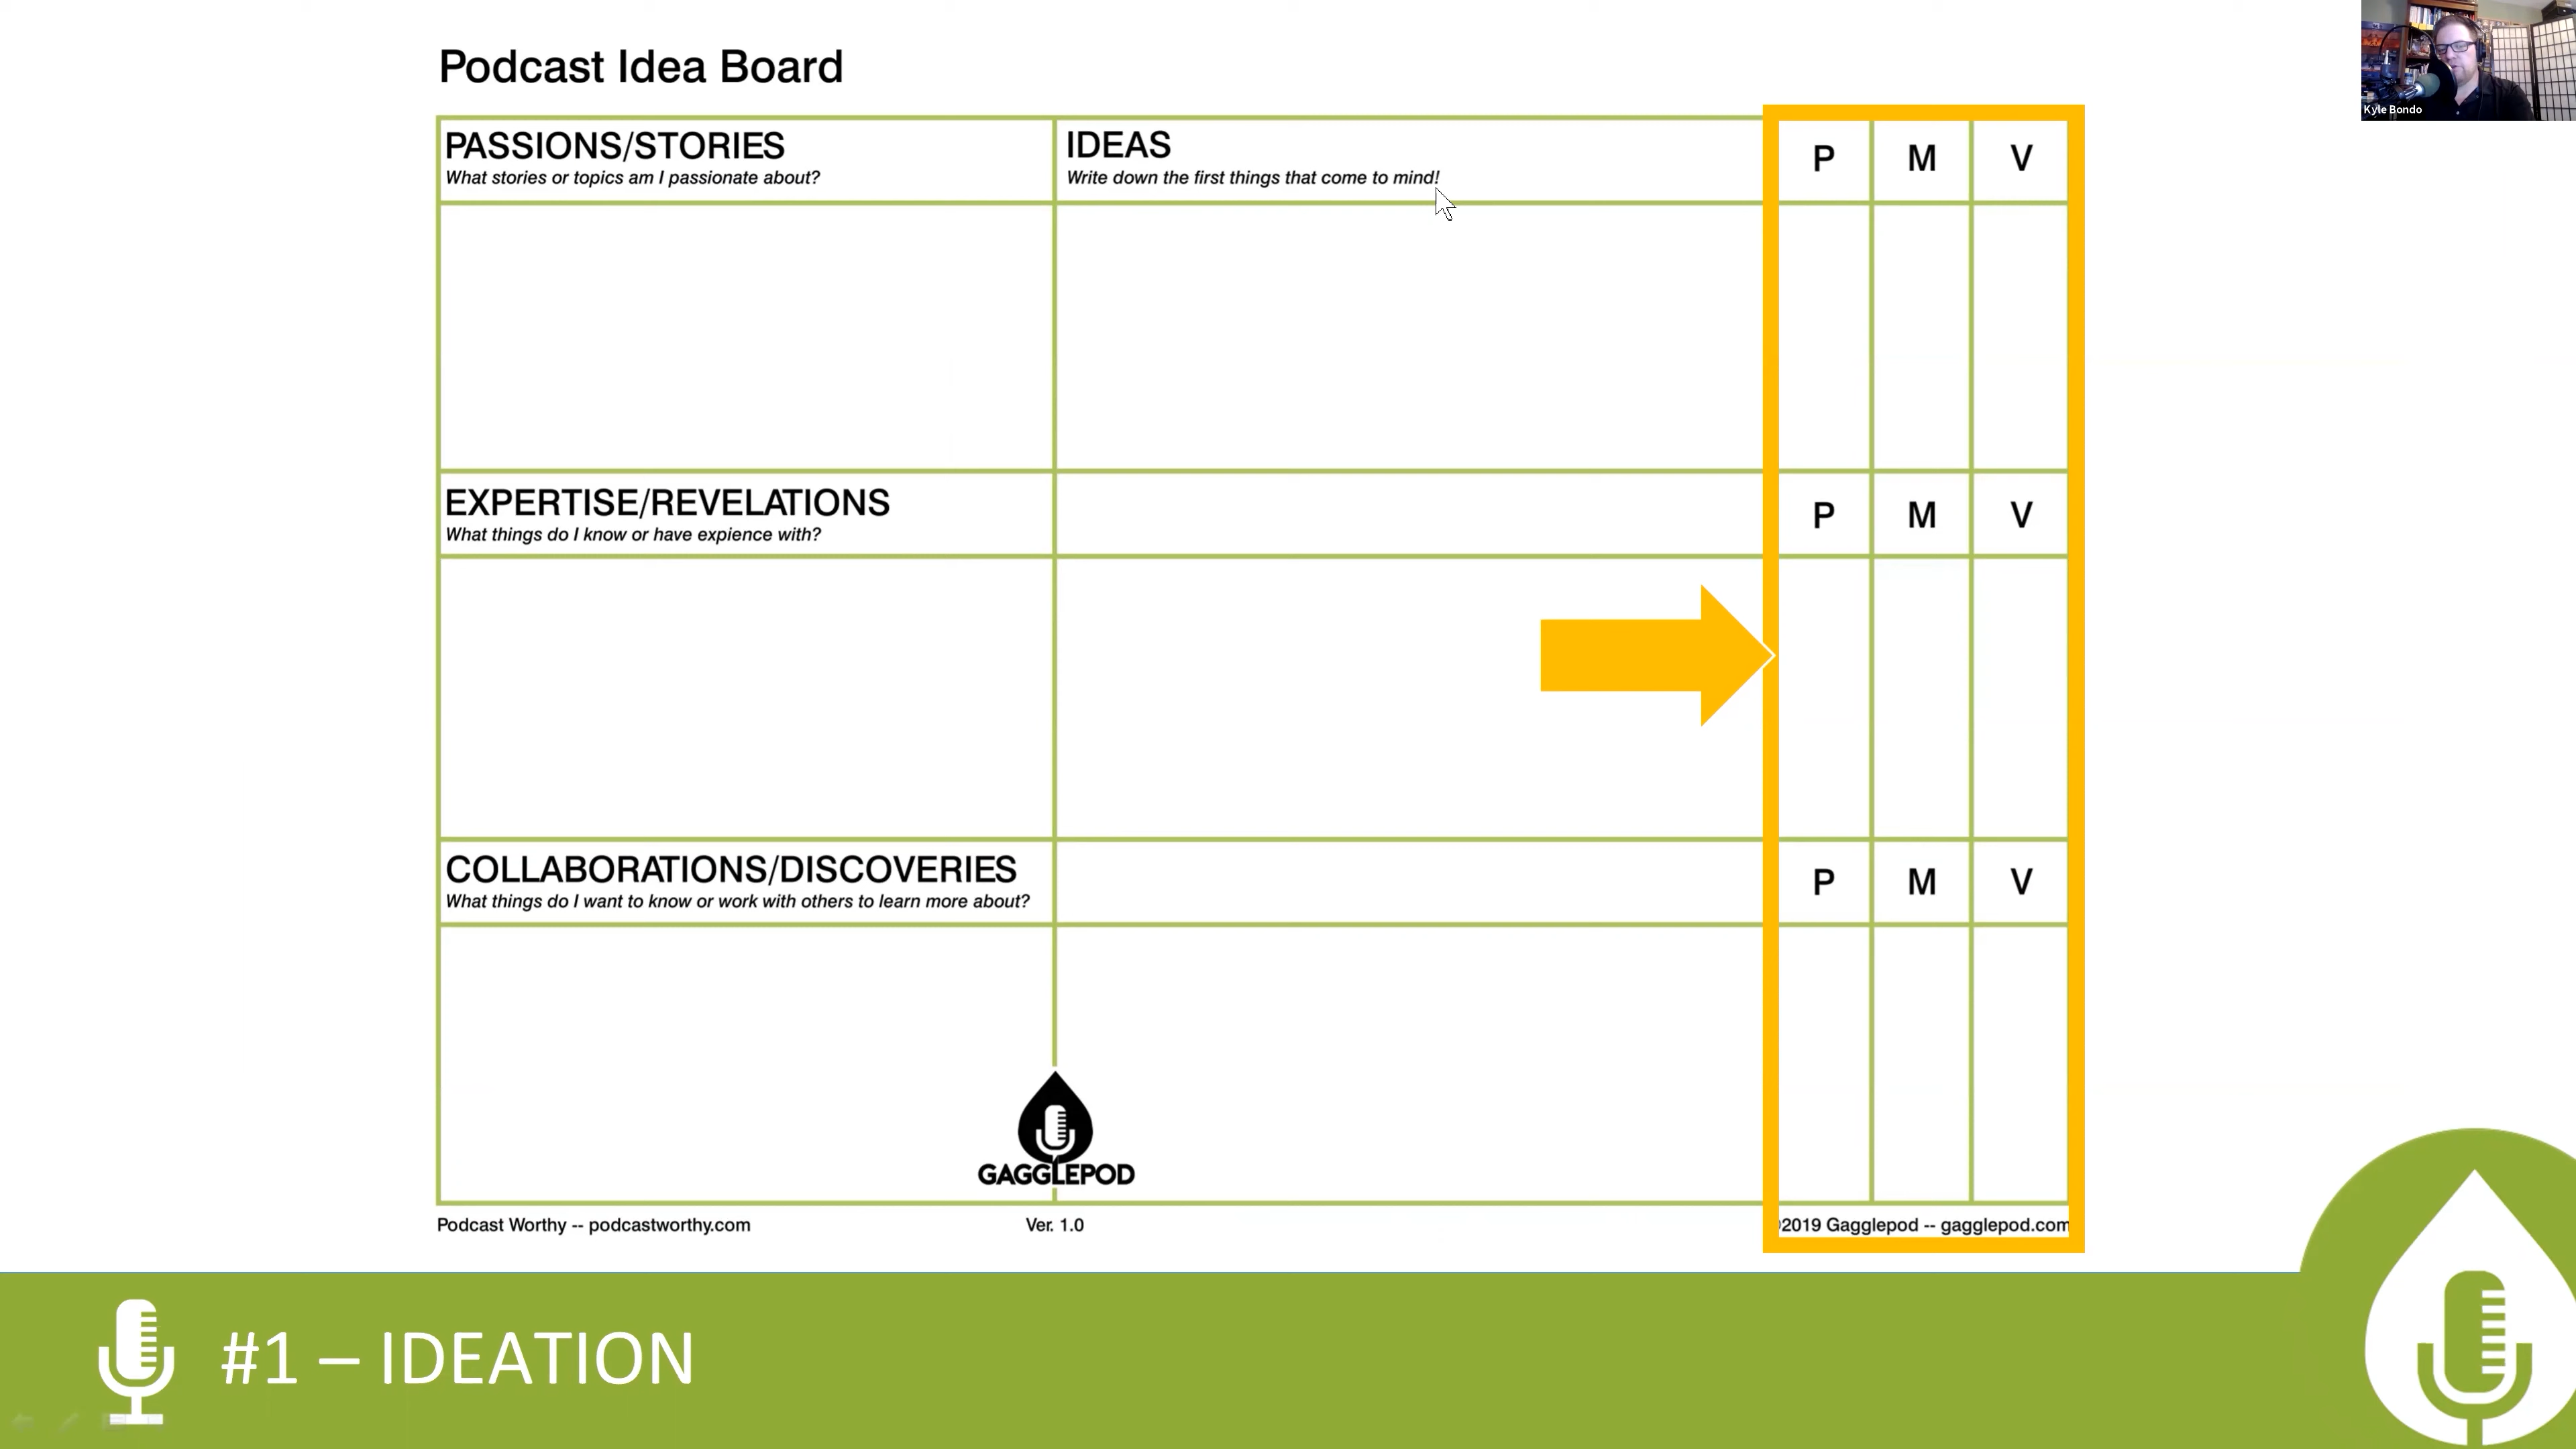 Kyle Bondo
Podcast Idea Board
PASSIONS/STORIES
What stories or topics am I passionate about?
IDEAS
Write down the first things that come to mind!
P M V
EXPERTISE/REVELATIONS
What things do I know or have expience with?
P M V
COLLABORATIONS/DISCOVERIES
What things do I want to know or work with others to learn more about?
P M V
GAGGLEPOD
Podcast Worthy -- podcastworthy.com
Ver. 1.0
2019 Gagglepod -- gagglepod.com
#1 – IDEATION